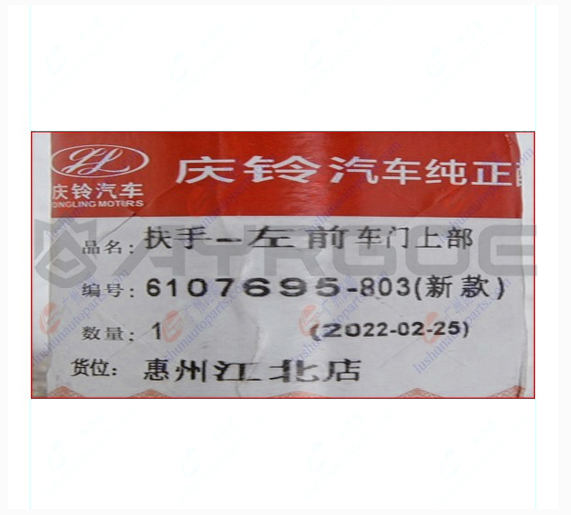 庆铃汽车纯正
庆铃汽车
QINGLING MOTORS
品名: 扶手-左前车门上部
编号: 6107695-803(新款)
数量: 1 (2022-02-25)
货位: 惠州江北店